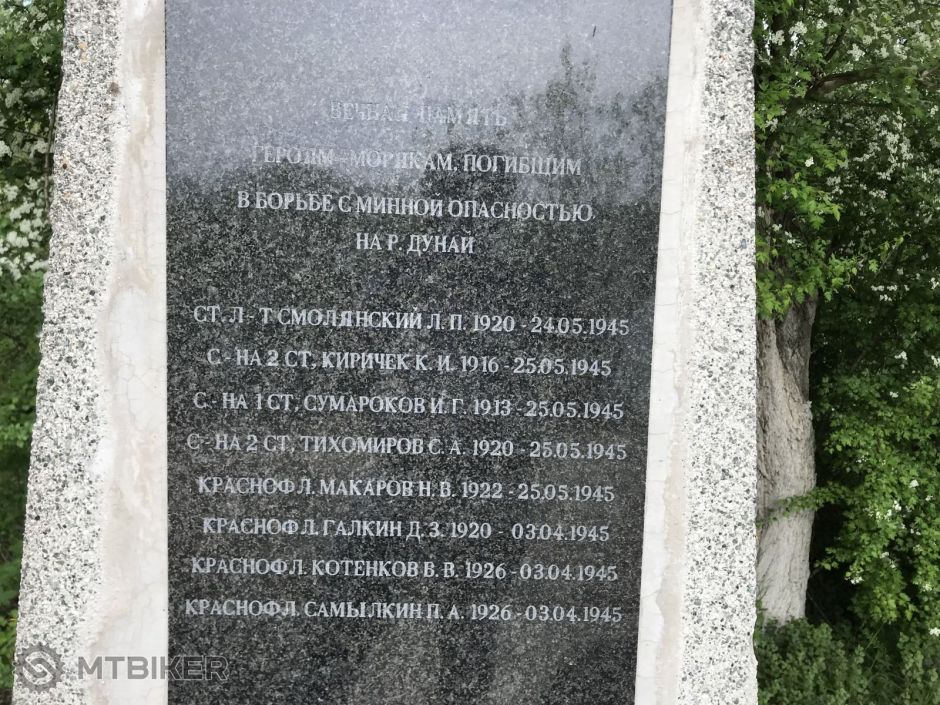 ВЕЧНАЯ ПАМЯТЬ
ГЕРОЯМ - МОРЯКАМ, ПОГИБШИМ
В БОРЬБЕ С МИННОЙ ОПАСНОСТЬЮ
НА Р. ДУНАЙ
СТ. Л - Т СМОЛЯНСКИЙ Л. П. 1920 - 24.05.1945
С - НА 2 СТ, КИРИЧЕК К. И. 1916 - 25.05.1945
С - НА 1 СТ, СУМАРОКОВ И. Г. 1913 - 25.05.1945
С - НА 2 СТ, ТИХОМИРОВ С. А. 1920 - 25.05.1945
КРАСНОФЛ. МАКАРОВ Н. В. 1922 - 25.05.1945
КРАСНОФЛ. ГАЛКИН Д. З. 1920 - 03.04.1945
КРАСНОФЛ. КОТЕНКОВ В. В. 1926 - 03.04.1945
КРАСНОФЛ. САМЫЛКИН П. А. 1926 - 03.04.1945
MTBIKER